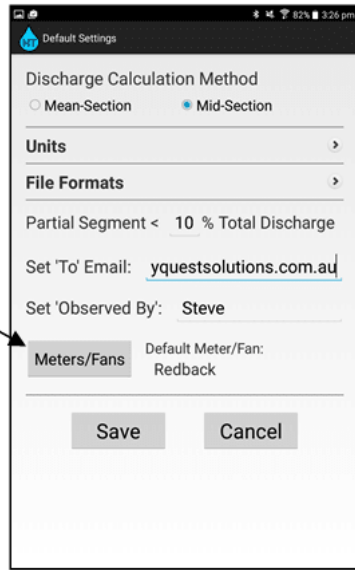 82% 3:26 pm
HT Default Settings
Discharge Calculation Method
Mean-Section Mid-Section
Units
File Formats
Partial Segment < 10 % Total Discharge
Set 'To' Email: yquestsolutions.com.au
Set 'Observed By': Steve
Meters/Fans Default Meter/Fan:
Redback
Save Cancel